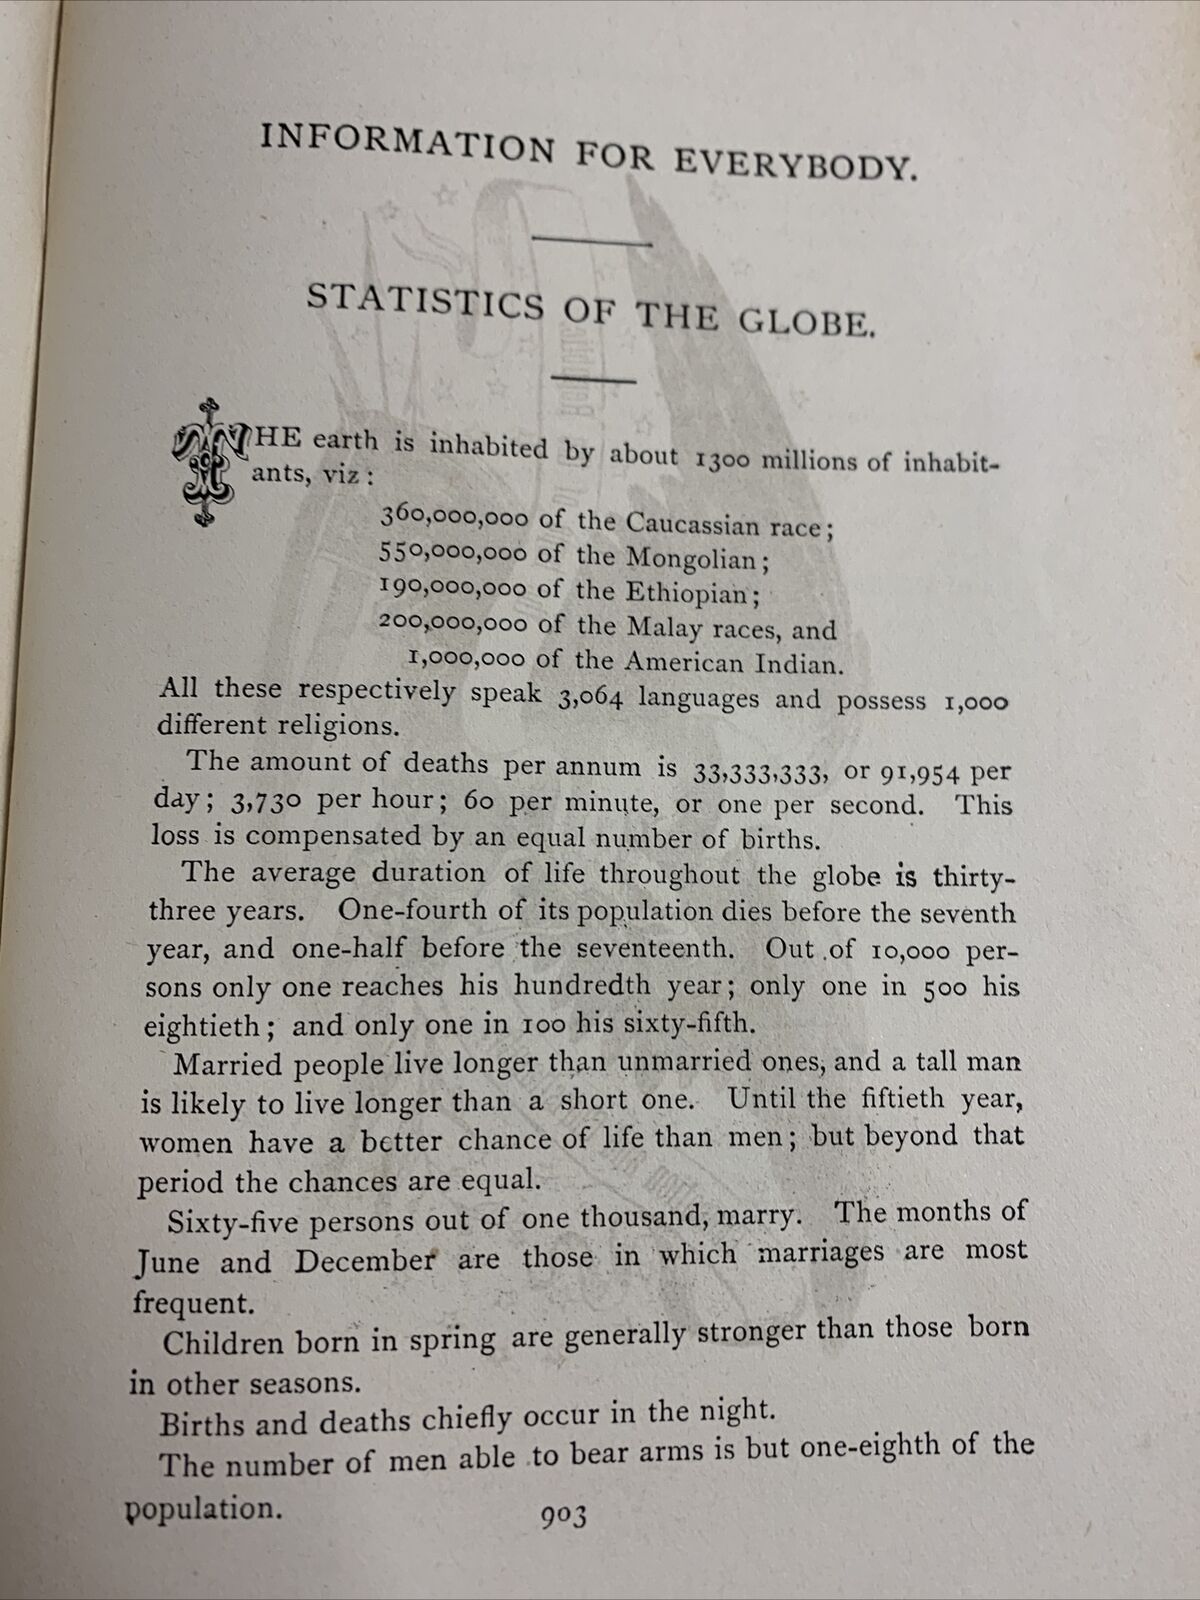 INFORMATION FOR EVERYBODY.
STATISTICS OF THE GLOBE.
THE earth is inhabited by about 1300 millions of inhabit-
ants, viz:
360,000,000 of the Caucassian race;
550,000,000 of the Mongolian;
190,000,000 of the Ethiopian;
200,000,000 of the Malay races, and
1,000,000 of the American Indian.
All these respectively speak 3,064 languages and possess 1,000
different religions.
The amount of deaths per annum is 33,333,333, or 91,954 per
day; 3,730 per hour; 60 per minute, or one per second. This
loss is compensated by an equal number of births.
The average duration of life throughout the globe is thirty-
three years. One-fourth of its population dies before the seventh
year, and one-half before the seventeenth. Out of 10,000 per-
sons only one reaches his hundredth year; only one in 500 his
eightieth; and only one in 100 his sixty-fifth.
Married people live longer than unmarried ones, and a tall man
is likely to live longer than a short one. Until the fiftieth year,
women have a better chance of life than men; but beyond that
period the chances are equal.
Sixty-five persons out of one thousand, marry. The months of
June and December are those in which marriages are most
frequent.
Children born in spring are generally stronger than those born
in other seasons.
Births and deaths chiefly occur in the night.
The number of men able to bear arms is but one-eighth of the
population.
903